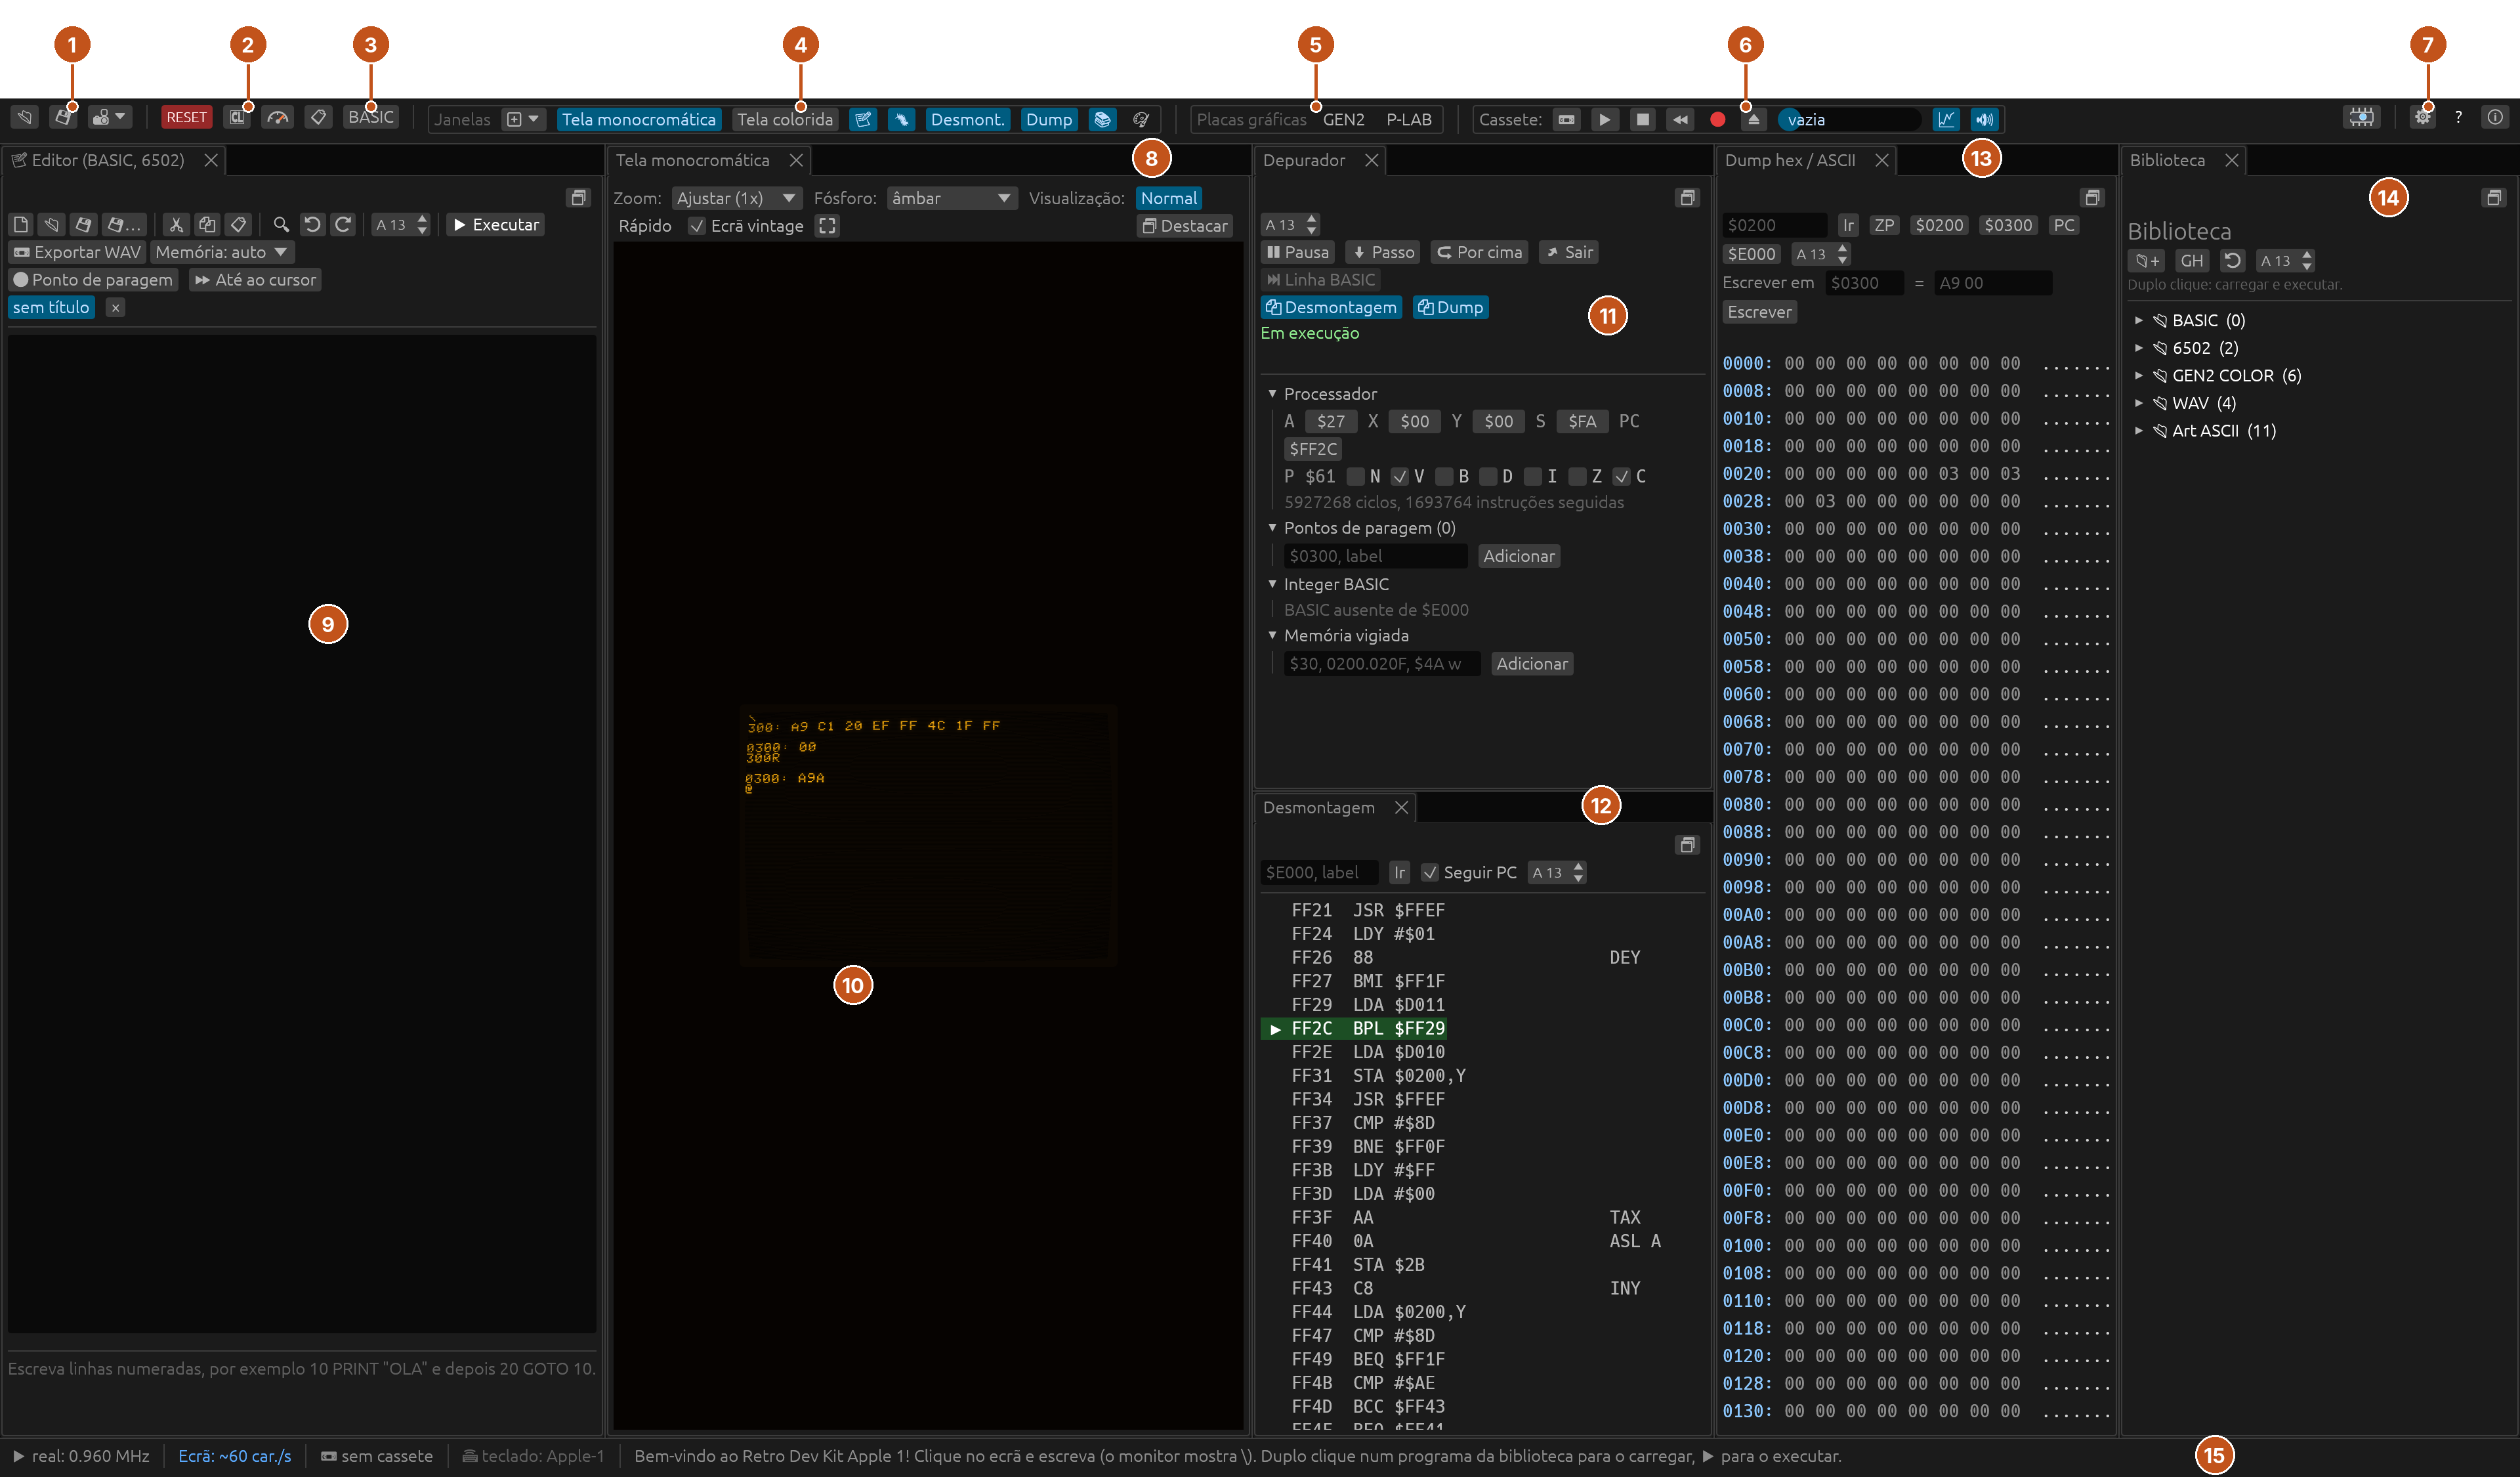 1 2 3 4 5 6 7
RESET CL BASIC Janelas Tela monocromática Tela colorida Desmont. Dump Placas gráficas GEN2 P-LAB Cassete: vazia ?
Editor (BASIC, 6502)
A 13 Executar
Exportar WAV Memória: auto
Ponto de paragem Até ao cursor
sem título x
9
Escreva linhas numeradas, por exemplo 10 PRINT "OLA" e depois 20 GOTO 10.
Tela monocromática 8
Zoom: Ajustar (1x) Fósforo: âmbar Visualização: Normal
Rápido Ecrã vintage Destacar
\
300: A9 C1 20 EF FF 4C 1F FF
0300: 00
300R
0300: A9A
@
10
Depurador
A 13
Pausa Passo Por cima Sair
Linha BASIC
Desmontagem Dump 11
Em execução
Processador
A $27 X $00 Y $00 S $FA PC
$FF2C
P $61 N V B D I Z C
5927268 ciclos, 1693764 instruções seguidas
Pontos de paragem (0)
$0300, label Adicionar
Integer BASIC
BASIC ausente de $E000
Memória vigiada
$30, 0200.020F, $4A w Adicionar
Desmontagem 12
$E000, label Ir Seguir PC A 13
FF21 JSR $FFEF
FF24 LDY #$01
FF26 88 DEY
FF27 BMI $FF1F
FF29 LDA $D011
FF2C BPL $FF29
FF2E LDA $D010
FF31 STA $0200,Y
FF34 JSR $FFEF
FF37 CMP #$8D
FF39 BNE $FF0F
FF3B LDY #$FF
FF3D LDA #$00
FF3F AA TAX
FF40 0A ASL A
FF41 STA $2B
FF43 C8 INY
FF44 LDA $0200,Y
FF47 CMP #$8D
FF49 BEQ $FF1F
FF4B CMP #$AE
FF4D BCC $FF43
FF4F BEQ $FF41
Dump hex / ASCII 13
$0200 Ir ZP $0200 $0300 PC
$E000 A 13
Escrever em $0300 = A9 00
Escrever
0000: 00 00 00 00 00 00 00 00 .......
0008: 00 00 00 00 00 00 00 00 .......
0010: 00 00 00 00 00 00 00 00 .......
0018: 00 00 00 00 00 00 00 00 .......
0020: 00 00 00 00 00 03 00 03 .......
0028: 00 03 00 00 00 00 00 00 .......
0030: 00 00 00 00 00 00 00 00 .......
0038: 00 00 00 00 00 00 00 00 .......
0040: 00 00 00 00 00 00 00 00 .......
0048: 00 00 00 00 00 00 00 00 .......
0050: 00 00 00 00 00 00 00 00 .......
0058: 00 00 00 00 00 00 00 00 .......
0060: 00 00 00 00 00 00 00 00 .......
0068: 00 00 00 00 00 00 00 00 .......
0070: 00 00 00 00 00 00 00 00 .......
0078: 00 00 00 00 00 00 00 00 .......
0080: 00 00 00 00 00 00 00 00 .......
0088: 00 00 00 00 00 00 00 00 .......
0090: 00 00 00 00 00 00 00 00 .......
0098: 00 00 00 00 00 00 00 00 .......
00A0: 00 00 00 00 00 00 00 00 .......
00A8: 00 00 00 00 00 00 00 00 .......
00B0: 00 00 00 00 00 00 00 00 .......
00B8: 00 00 00 00 00 00 00 00 .......
00C0: 00 00 00 00 00 00 00 00 .......
00C8: 00 00 00 00 00 00 00 00 .......
00D0: 00 00 00 00 00 00 00 00 .......
00D8: 00 00 00 00 00 00 00 00 .......
00E0: 00 00 00 00 00 00 00 00 .......
00E8: 00 00 00 00 00 00 00 00 .......
00F0: 00 00 00 00 00 00 00 00 .......
00F8: 00 00 00 00 00 00 00 00 .......
0100: 00 00 00 00 00 00 00 00 .......
0108: 00 00 00 00 00 00 00 00 .......
0110: 00 00 00 00 00 00 00 00 .......
0118: 00 00 00 00 00 00 00 00 .......
0120: 00 00 00 00 00 00 00 00 .......
0128: 00 00 00 00 00 00 00 00 .......
0130: 00 00 00 00 00 00 00 00 .......
Biblioteca
14
Biblioteca
+ GH A 13
Duplo clique: carregar e executar.
BASIC (0)
6502 (2)
GEN2 COLOR (6)
WAV (4)
Art ASCII (11)
real: 0.960 MHz Ecrã: ~60 car./s sem cassete teclado: Apple-1 Bem-vindo ao Retro Dev Kit Apple 1! Clique no ecrã e escreva (o monitor mostra \). Duplo clique num programa da biblioteca para o carregar, ▶ para o executar. 15